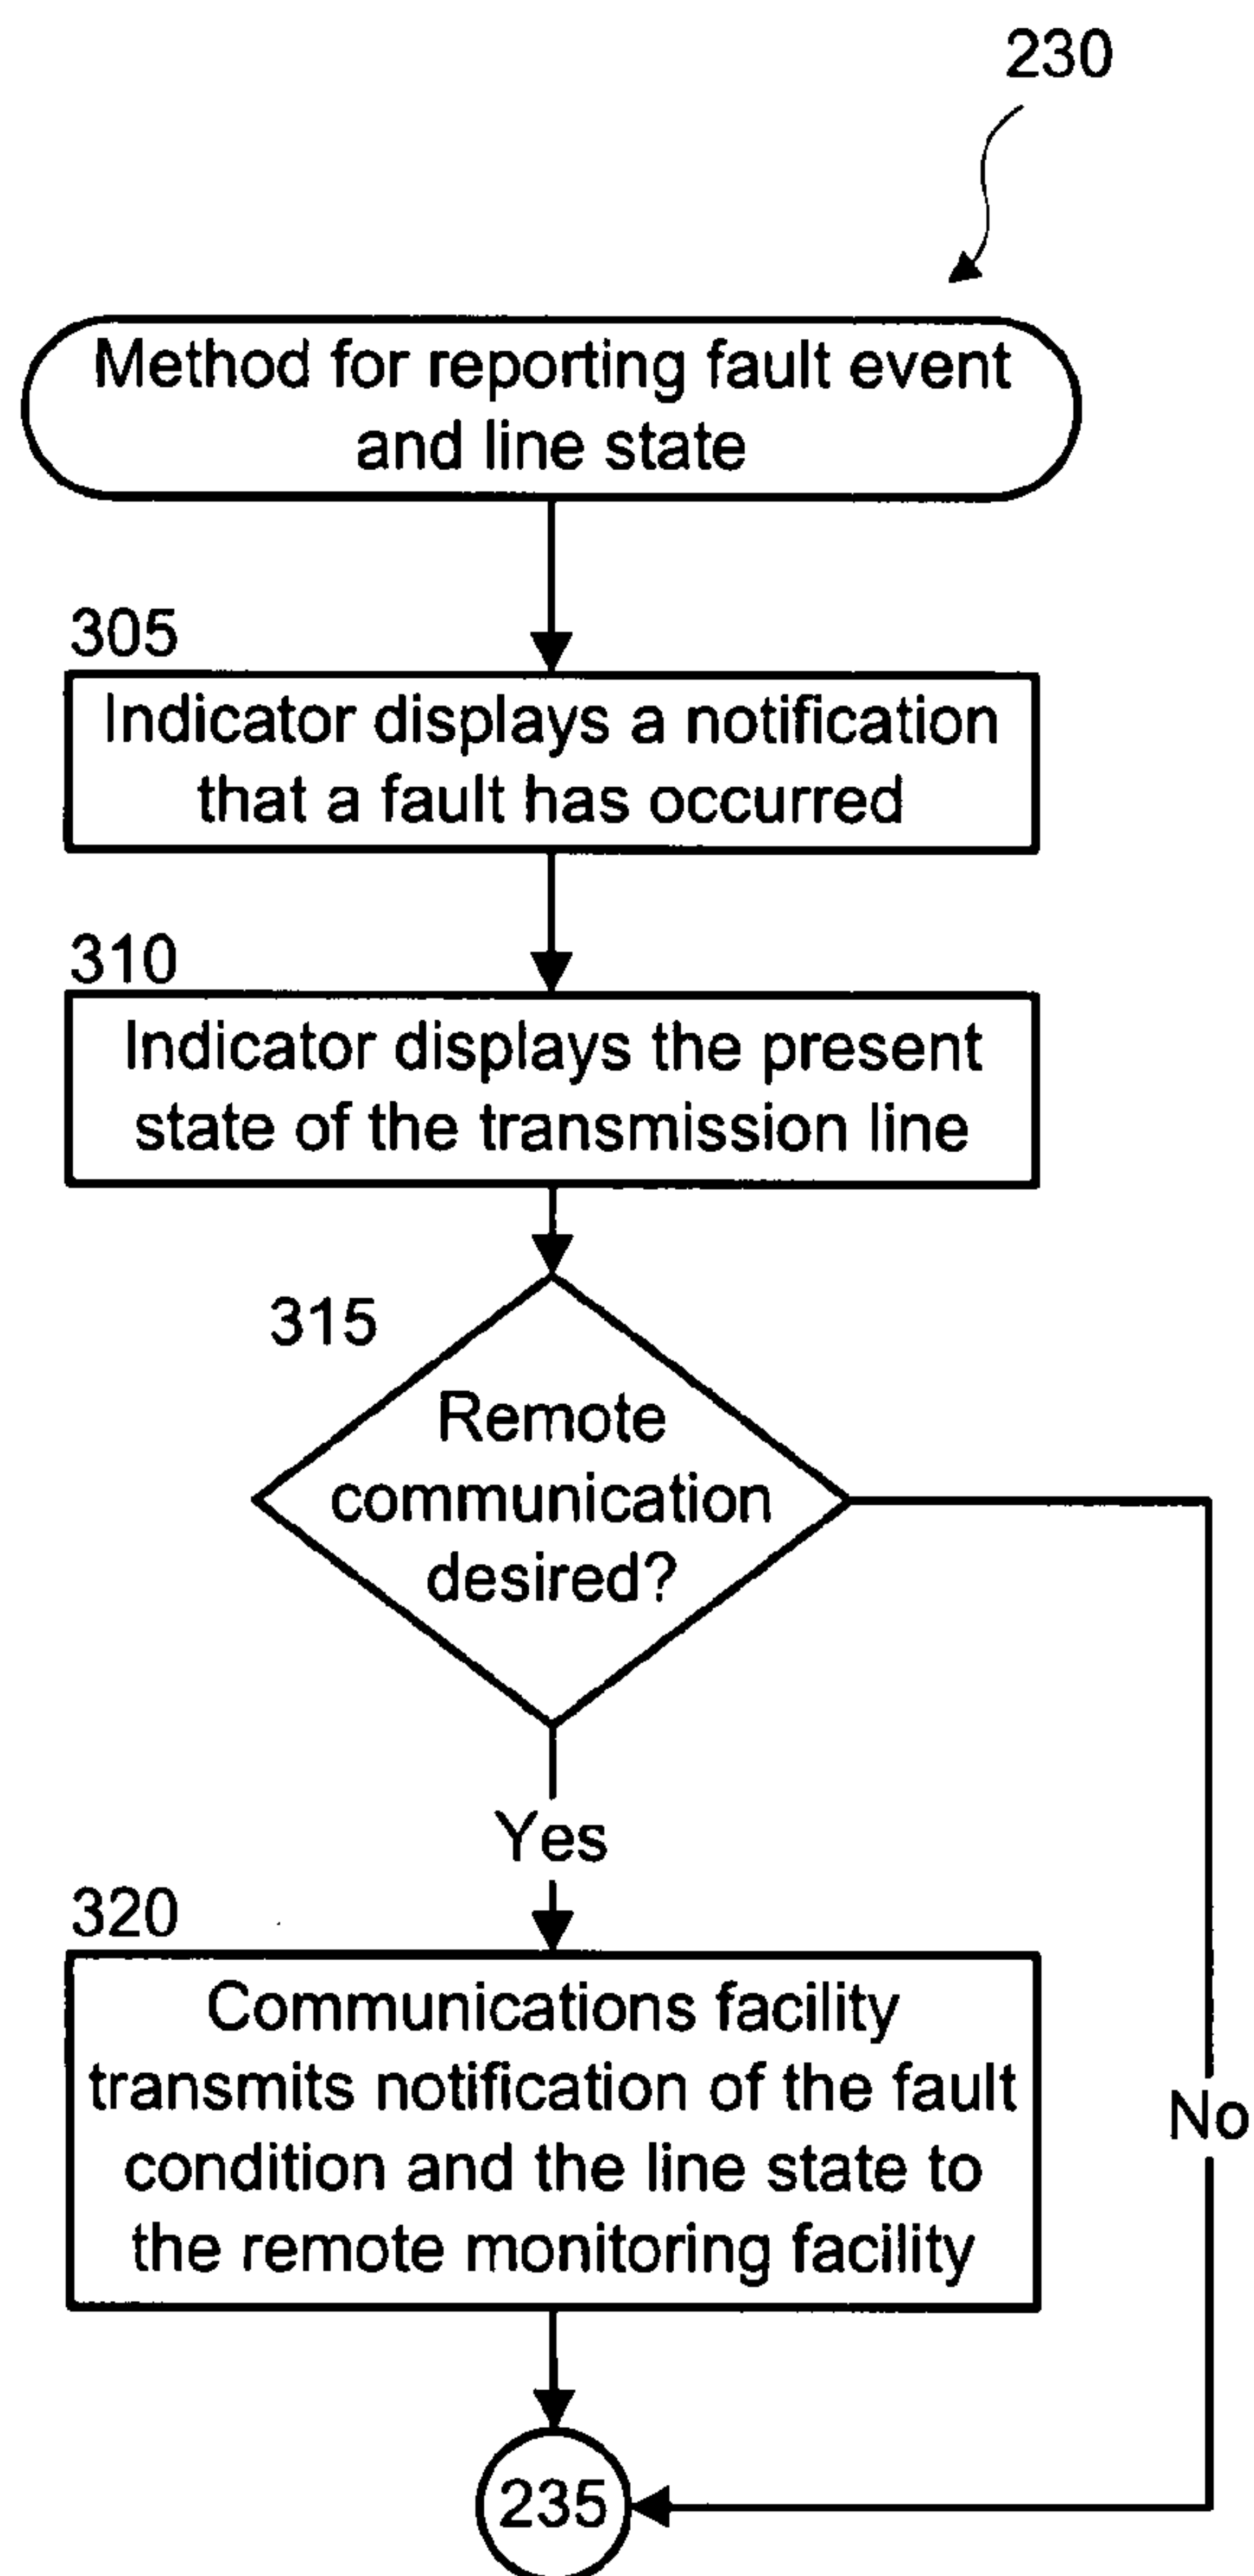 230
Method for reporting fault event
and line state
305
Indicator displays a notification
that a fault has occurred
310
Indicator displays the present
state of the transmission line
315
Remote
communication
desired?
Yes
320
Communications facility
transmits notification of the fault
condition and the line state to
the remote monitoring facility
No
235